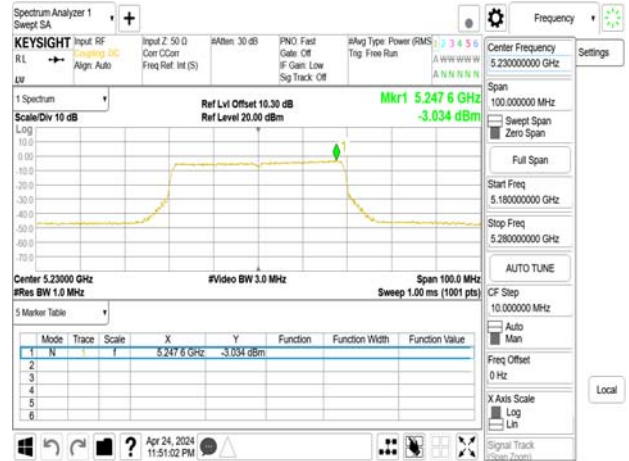 Spectrum Analyzer 1
Swept SA
Frequency
KEYSIGHT
Input: RF
Input Z: 50 Ω
#Atten: 30 dB
PNO: Fast
#Avg Type: Power (RMS
1 2 3 4 5 6
RL
Coupling: DC
Corr CCorr
Gate: Off
Trig: Free Run
A W W W W W
Align: Auto
Freq Ref: Int (S)
IF Gain: Low
Sig Track: Off
A N N N N N
LV
1 Spectrum
Ref Lvl Offset 10.30 dB
Mkr1 5.247 6 GHz
Scale/Div 10 dB
Ref Level 20.00 dBm
-3.034 dBm
Log
1
10.0
0.00
-10.0
-20.0
-30.0
-40.0
-50.0
-60.0
-70.0
Center 5.23000 GHz
#Video BW 3.0 MHz
Span 100.0 MHz
#Res BW 1.0 MHz
Sweep 1.00 ms (1001 pts)
5 Marker Table
Mode Trace Scale X Y Function Function Width Function Value
1 N 1 f 5.247 6 GHz -3.034 dBm
2
3
4
5
6
Apr 24, 2024
11:51:02 PM
Center Frequency
5.230000000 GHz
Settings
Span
100.000000 MHz
Swept Span
Zero Span
Full Span
Start Freq
5.180000000 GHz
Stop Freq
5.280000000 GHz
AUTO TUNE
CF Step
10.000000 MHz
Auto
Man
Freq Offset
0 Hz
Local
X Axis Scale
Log
Lin
Signal Track
(Span Zoom)